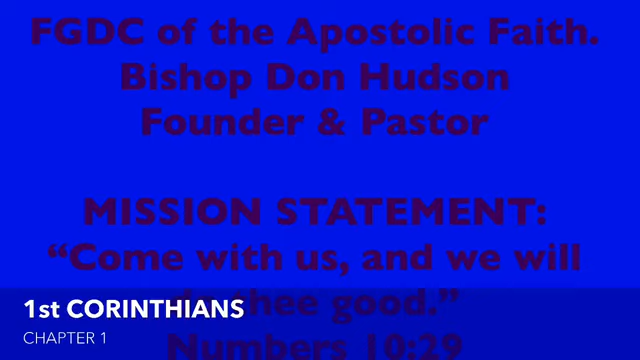 FGDC of the Apostolic Faith.
Bishop Don Hudson
Founder & Pastor
MISSION STATEMENT:
“Come with us, and we will
do thee good.”
Numbers 10:29
1st CORINTHIANS
CHAPTER 1